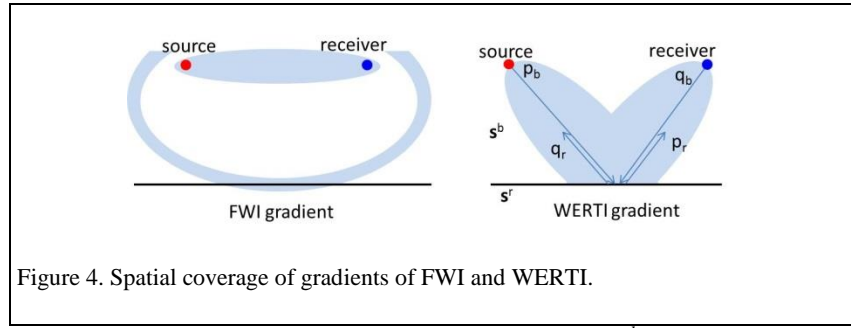 source
receiver
FWI gradient
source
receiver
p_b
q_b
s^b
q_r
p_r
s^r
WERTI gradient
Figure 4. Spatial coverage of gradients of FWI and WERTI.